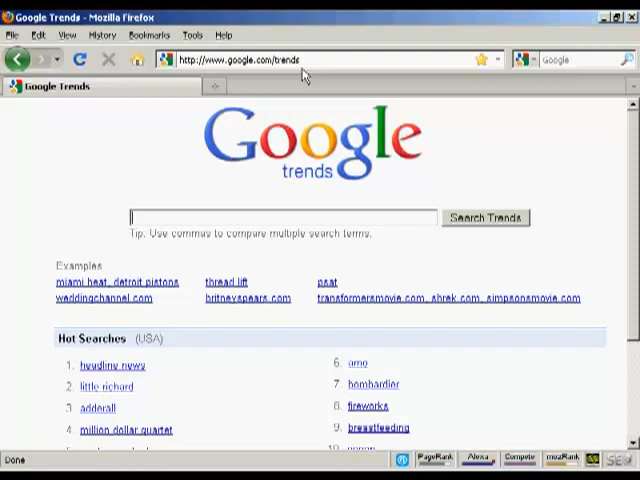 Google Trends - Mozilla Firefox
File Edit View History Bookmarks Tools Help
http://www.google.com/trends
Google
Google Trends
Google
trends
Search Trends
Tip: Use commas to compare multiple search terms.
Examples
miami heat, detroit pistons thread lift psat
weddingchannel.com britneyspears.com transformersmovie.com, shrek.com, simpsonsmovie.com
Hot Searches (USA)
1. headline news
2. little richard
3. adderall
4. million dollar quartet
6. arno
7. bombardier
8. fireworks
9. breastfeeding
Done
PageRank Alexa Compete mozRank SEO